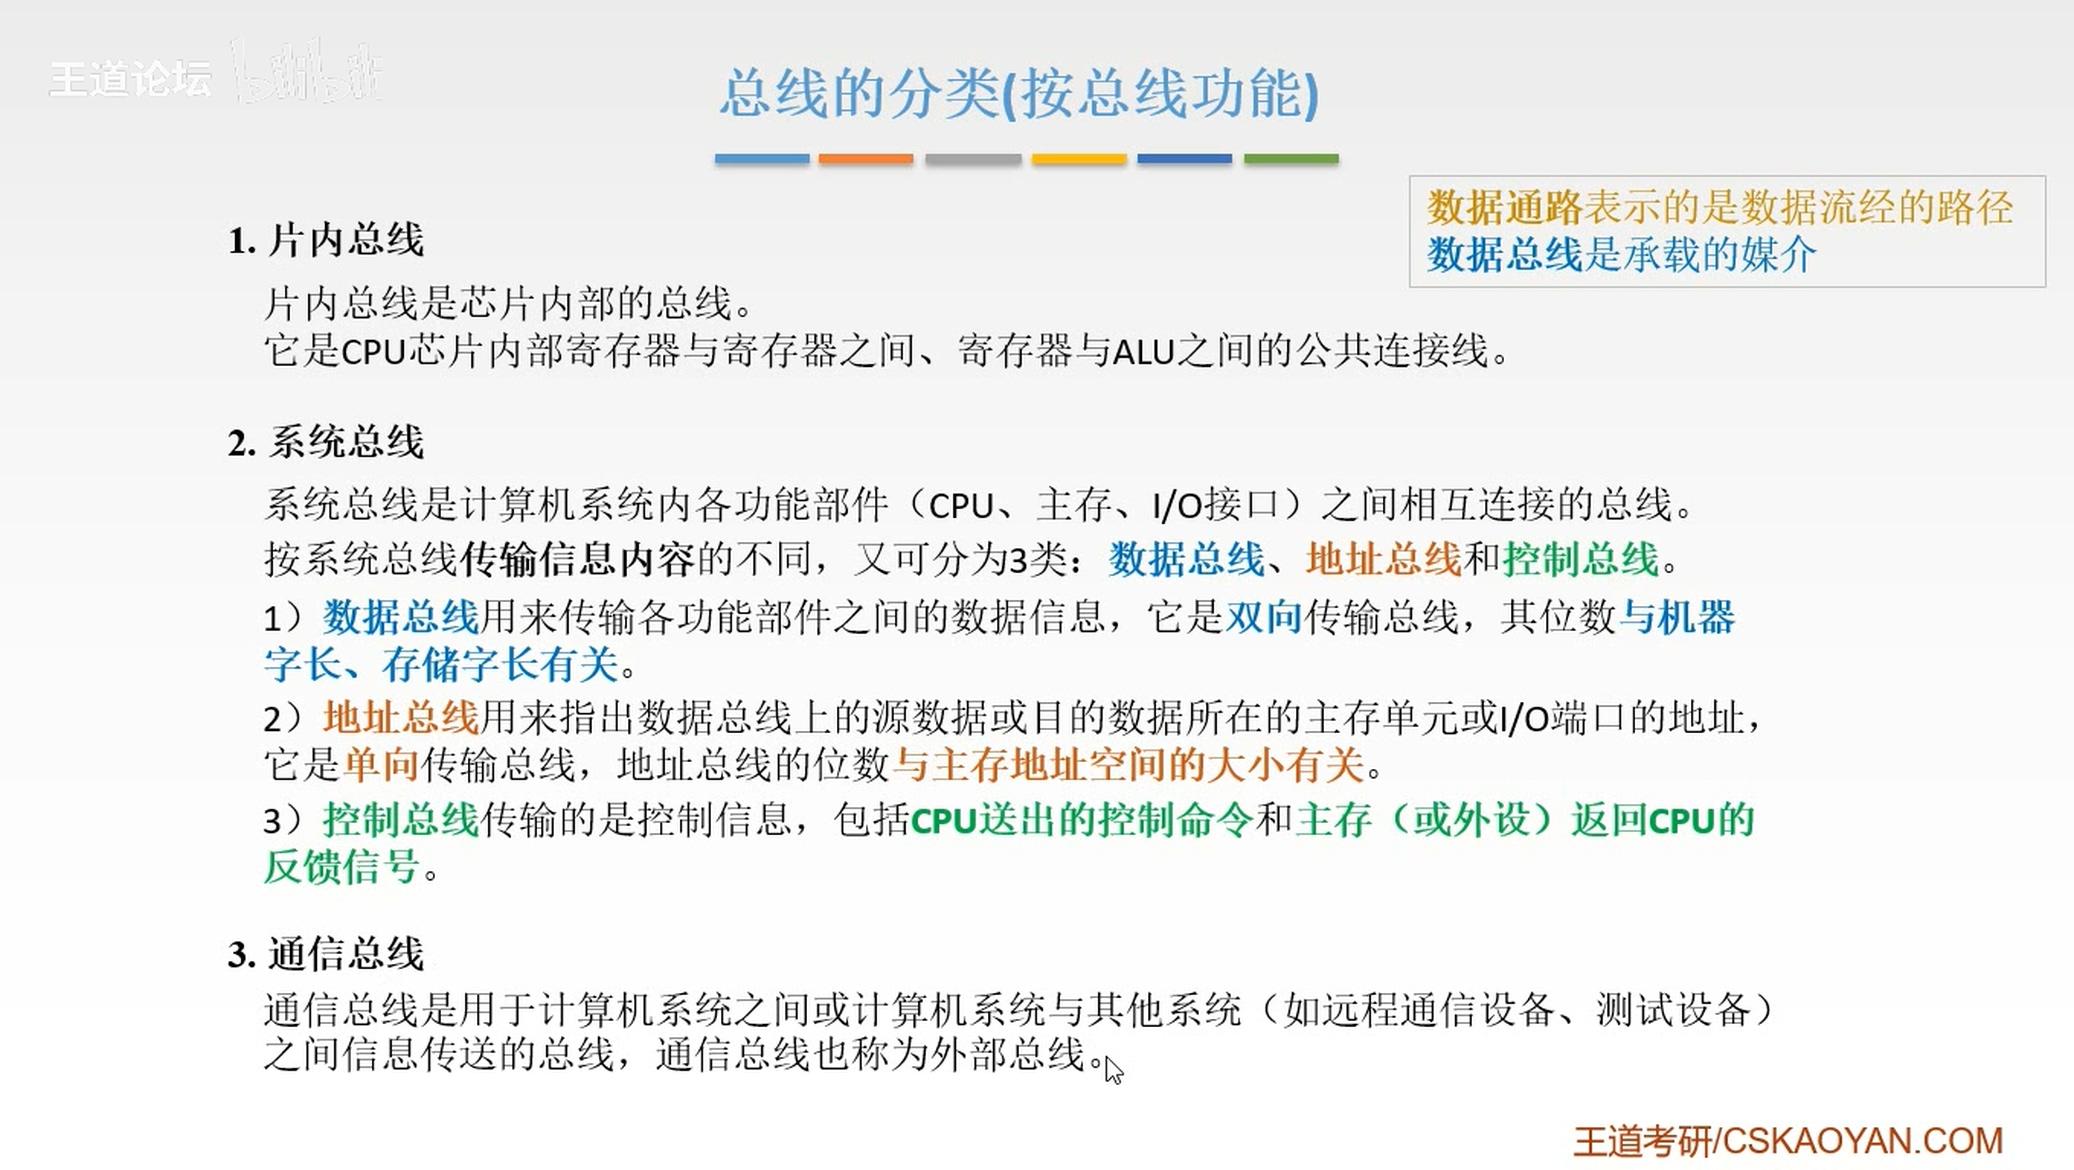 王道论坛 bilibili
总线的分类(按总线功能)
数据通路表示的是数据流经的路径
数据总线是承载的媒介
1. 片内总线
片内总线是芯片内部的总线。
它是CPU芯片内部寄存器与寄存器之间、寄存器与ALU之间的公共连接线。
2. 系统总线
系统总线是计算机系统内各功能部件（CPU、主存、I/O接口）之间相互连接的总线。
按系统总线传输信息内容的不同，又可分为3类：数据总线、地址总线和控制总线。
1）数据总线用来传输各功能部件之间的数据信息，它是双向传输总线，其位数与机器
字长、存储字长有关。
2）地址总线用来指出数据总线上的源数据或目的数据所在的主存单元或I/O端口的地址，
它是单向传输总线，地址总线的位数与主存地址空间的大小有关。
3）控制总线传输的是控制信息，包括CPU送出的控制命令和主存（或外设）返回CPU的
反馈信号。
3. 通信总线
通信总线是用于计算机系统之间或计算机系统与其他系统（如远程通信设备、测试设备）
之间信息传送的总线，通信总线也称为外部总线。
王道考研/CSKAOYAN.COM